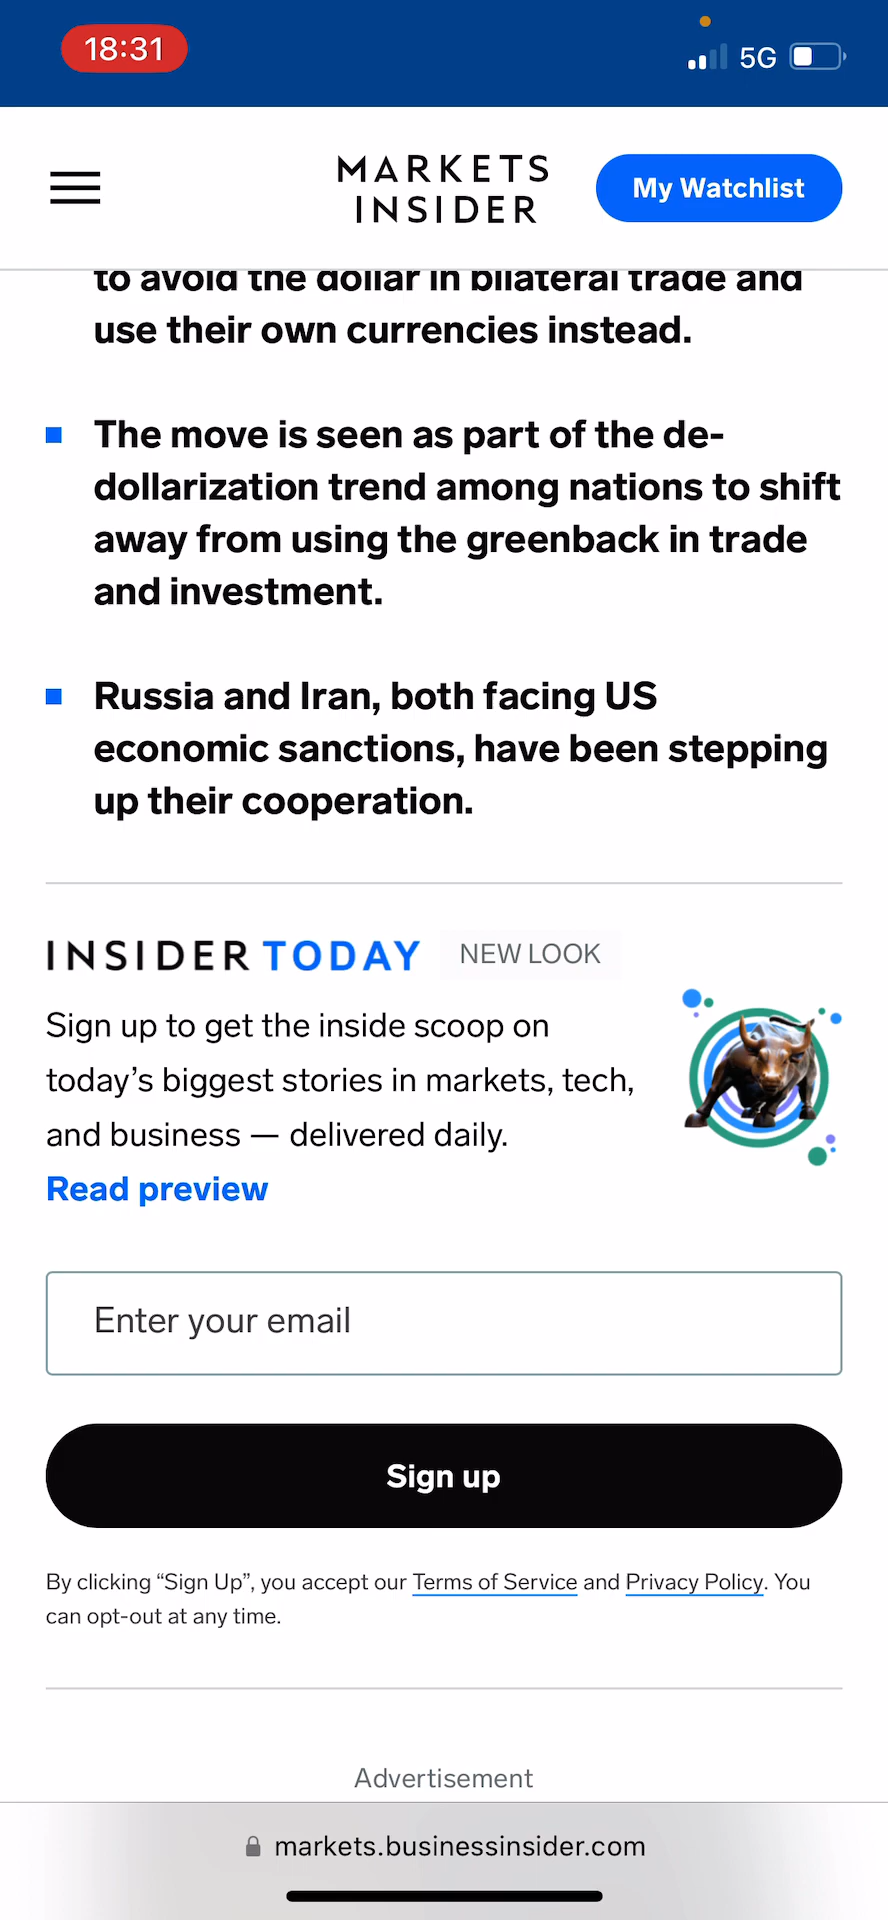 18:31
5G
MARKETS
INSIDER
My Watchlist
to avoid the dollar in bilateral trade and
use their own currencies instead.
The move is seen as part of the de-
dollarization trend among nations to shift
away from using the greenback in trade
and investment.
Russia and Iran, both facing US
economic sanctions, have been stepping
up their cooperation.
INSIDER TODAY NEW LOOK
Sign up to get the inside scoop on
today’s biggest stories in markets, tech,
and business — delivered daily.
Read preview
Enter your email
Sign up
By clicking “Sign Up”, you accept our Terms of Service and Privacy Policy. You
can opt-out at any time.
Advertisement
markets.businessinsider.com